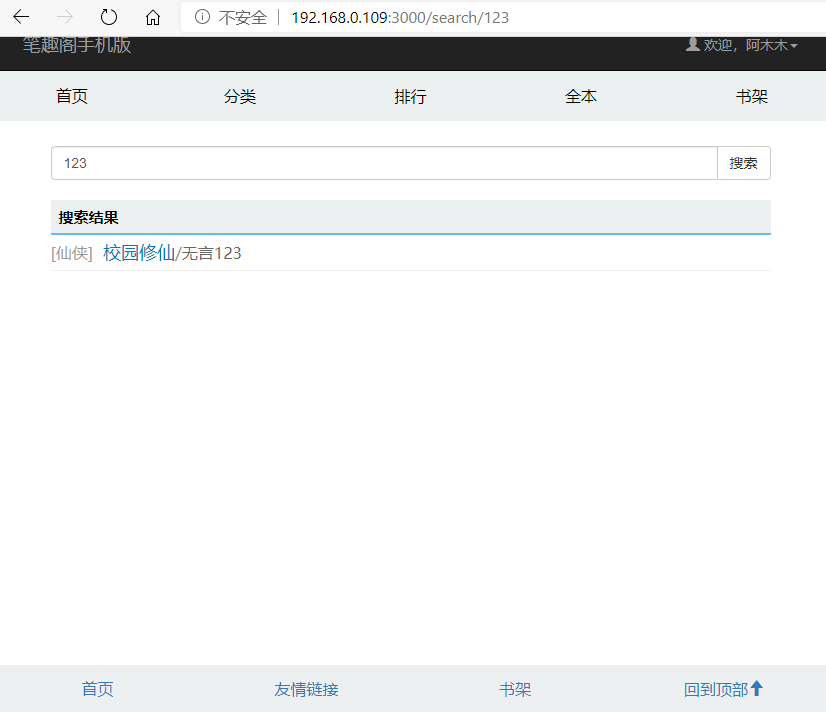 不安全 | 192.168.0.109:3000/search/123
笔趣阁手机版 欢迎，阿木木
首页 分类 排行 全本 书架
123 搜索
搜索结果
[仙侠] 校园修仙/无言123
首页 友情链接 书架 回到顶部